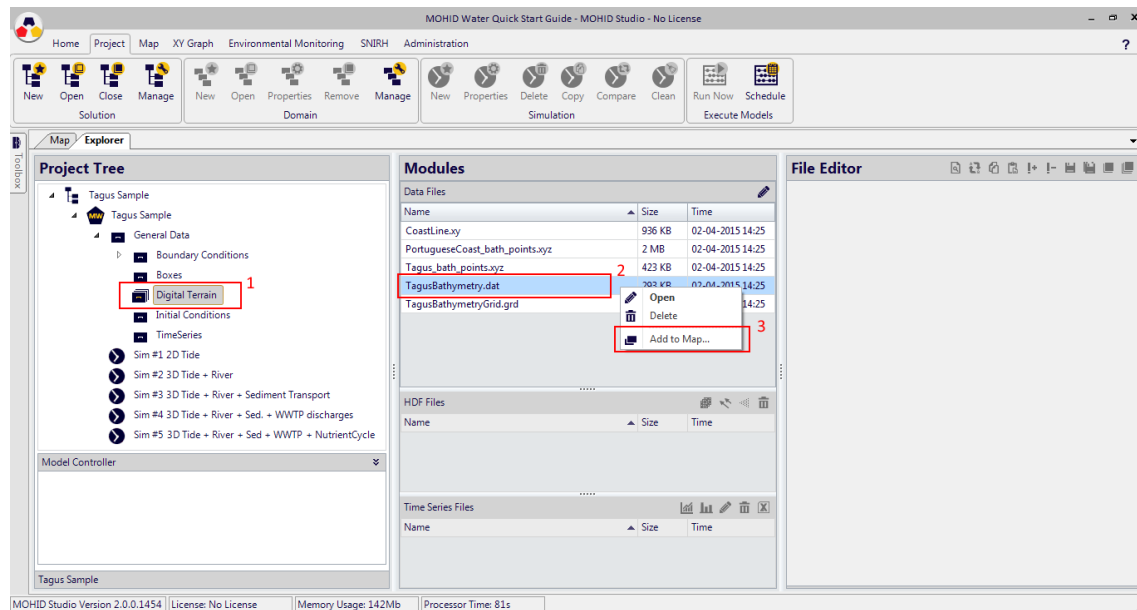 MOHID Water Quick Start Guide - MOHID Studio - No License
Home Project Map XY Graph Environmental Monitoring SNIRH Administration
?
New Open Close Manage New Open Properties Remove Manage New Properties Delete Copy Compare Clean Run Now Schedule
Solution Domain Simulation Execute Models
Toolbox
Map Explorer
Project Tree
Tagus Sample
MW Tagus Sample
General Data
Boundary Conditions
Boxes
1
Digital Terrain
Initial Conditions
TimeSeries
Sim #1 2D Tide
Sim #2 3D Tide + River
Sim #3 3D Tide + River + Sediment Transport
Sim #4 3D Tide + River + Sed. + WWTP discharges
Sim #5 3D Tide + River + Sed + WWTP + NutrientCycle
Model Controller
Tagus Sample
Modules
Data Files
Name Size Time
CoastLine.xy 936 KB 02-04-2015 14:25
PortugueseCoast_bath_points.xyz 2 MB 02-04-2015 14:25
Tagus_bath_points.xyz 423 KB 02-04-2015 14:25
2
TagusBathymetry.dat 293 KB 02-04-2015 14:25
TagusBathymetryGrid.grd 14:25
Open
Delete
Add to Map...
3
HDF Files
Name Size Time
Time Series Files
Name Size Time
File Editor
MOHID Studio Version 2.0.0.1454 License: No License Memory Usage: 142Mb Processor Time: 81s